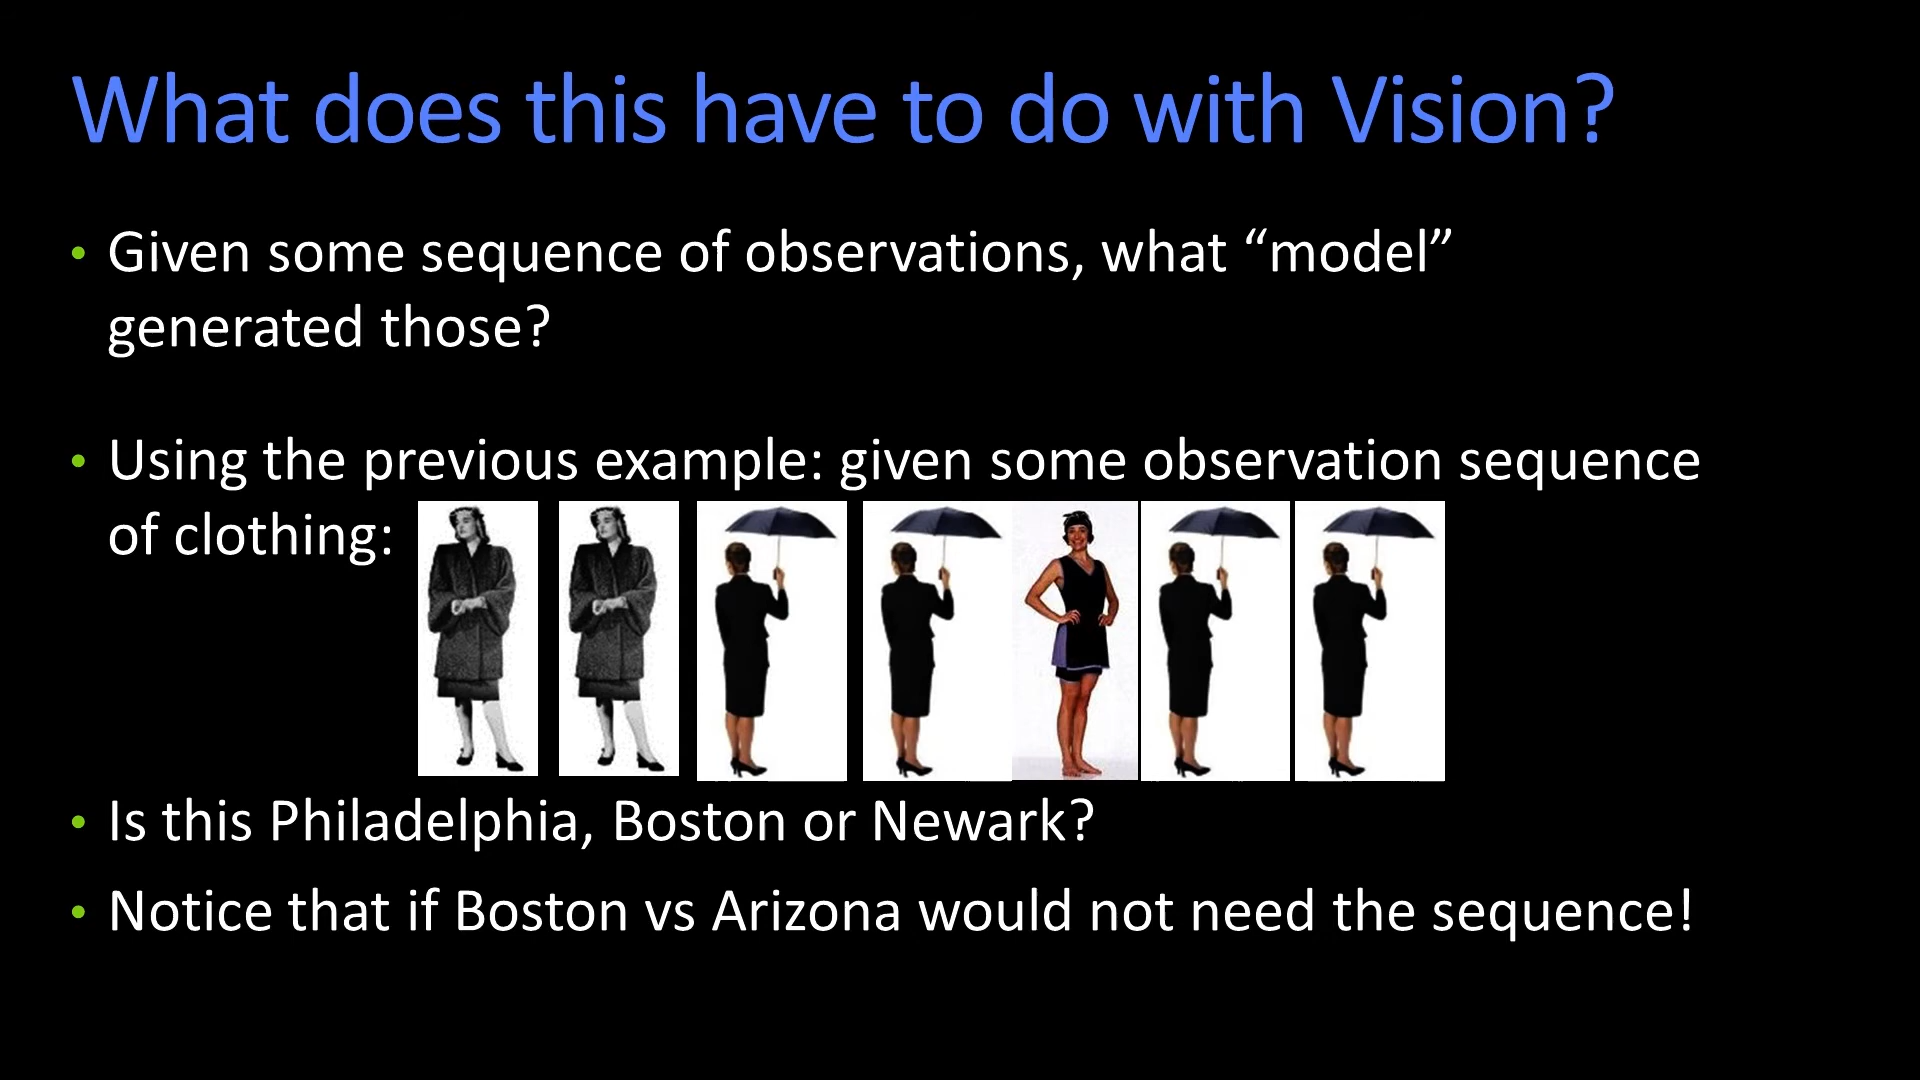 What does this have to do with Vision?
• Given some sequence of observations, what “model”
generated those?
• Using the previous example: given some observation sequence
of clothing:
• Is this Philadelphia, Boston or Newark?
• Notice that if Boston vs Arizona would not need the sequence!